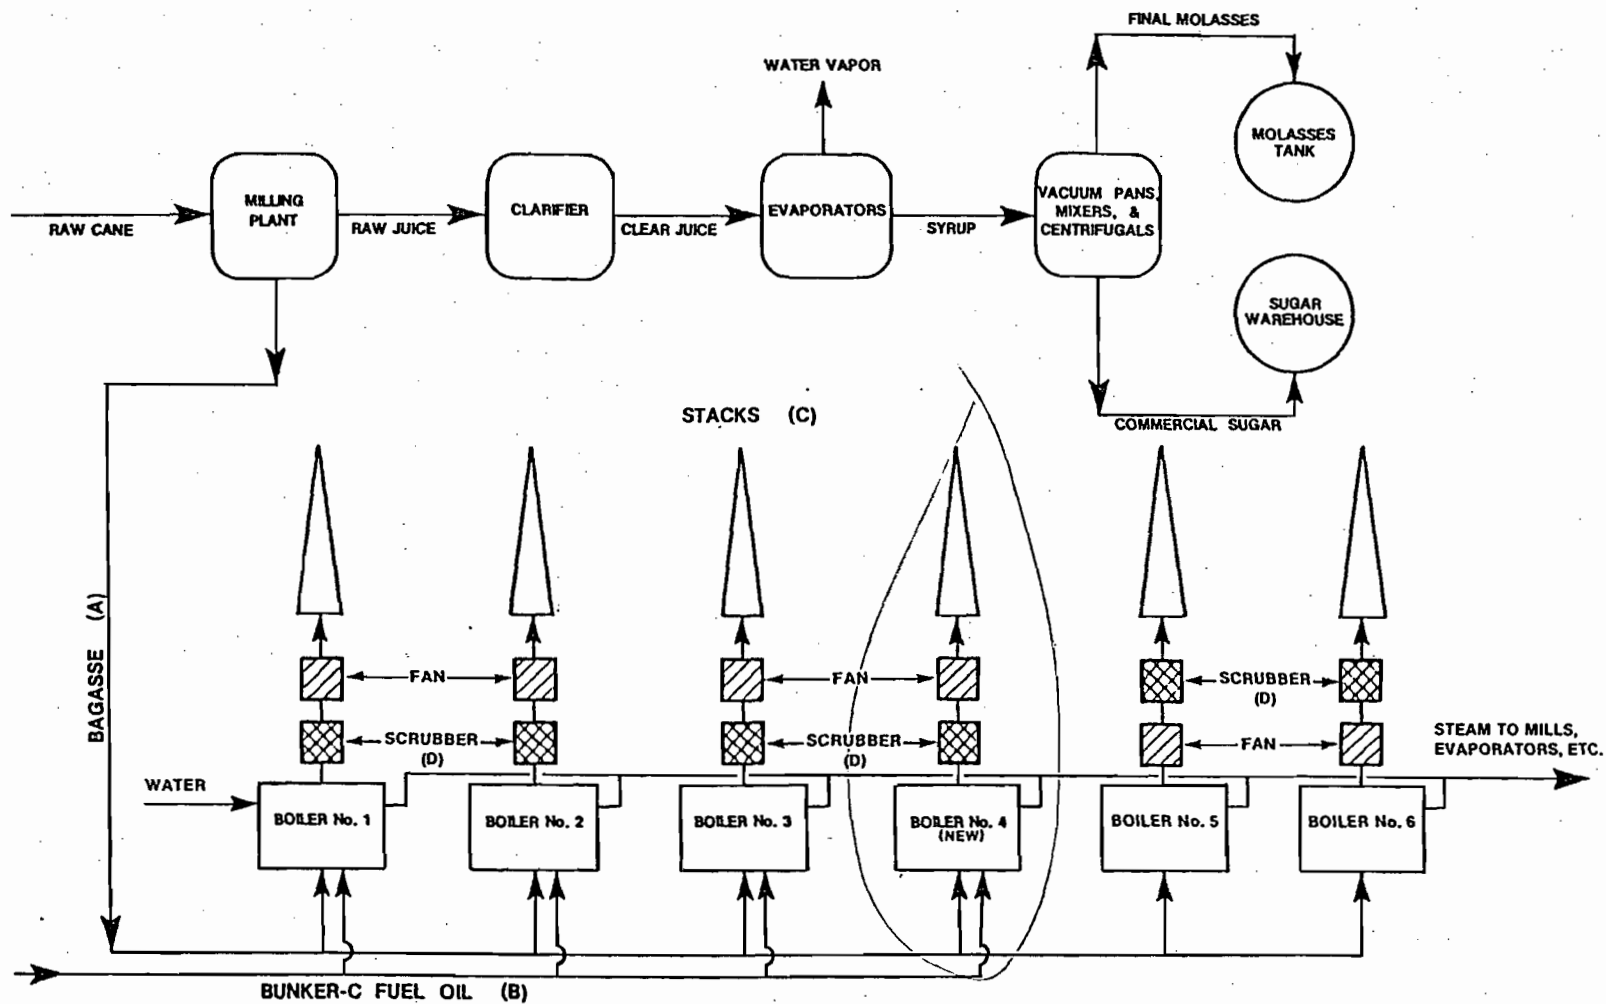 FINAL MOLASSES
WATER VAPOR
MOLASSES
TANK
MILLING
PLANT
CLARIFIER
EVAPORATORS
VACUUM PANS,
MIXERS, &
CENTRIFUGALS
RAW CANE
RAW JUICE
CLEAR JUICE
SYRUP
SUGAR
WAREHOUSE
STACKS (C)
COMMERCIAL SUGAR
BAGASSE (A)
FAN
FAN
SCRUBBER
(D)
SCRUBBER
(D)
SCRUBBER
(D)
FAN
STEAM TO MILLS,
EVAPORATORS, ETC.
WATER
BOILER No. 1
BOILER No. 2
BOILER No. 3
BOILER No. 4
(NEW)
BOILER No. 5
BOILER No. 6
BUNKER-C FUEL OIL (B)